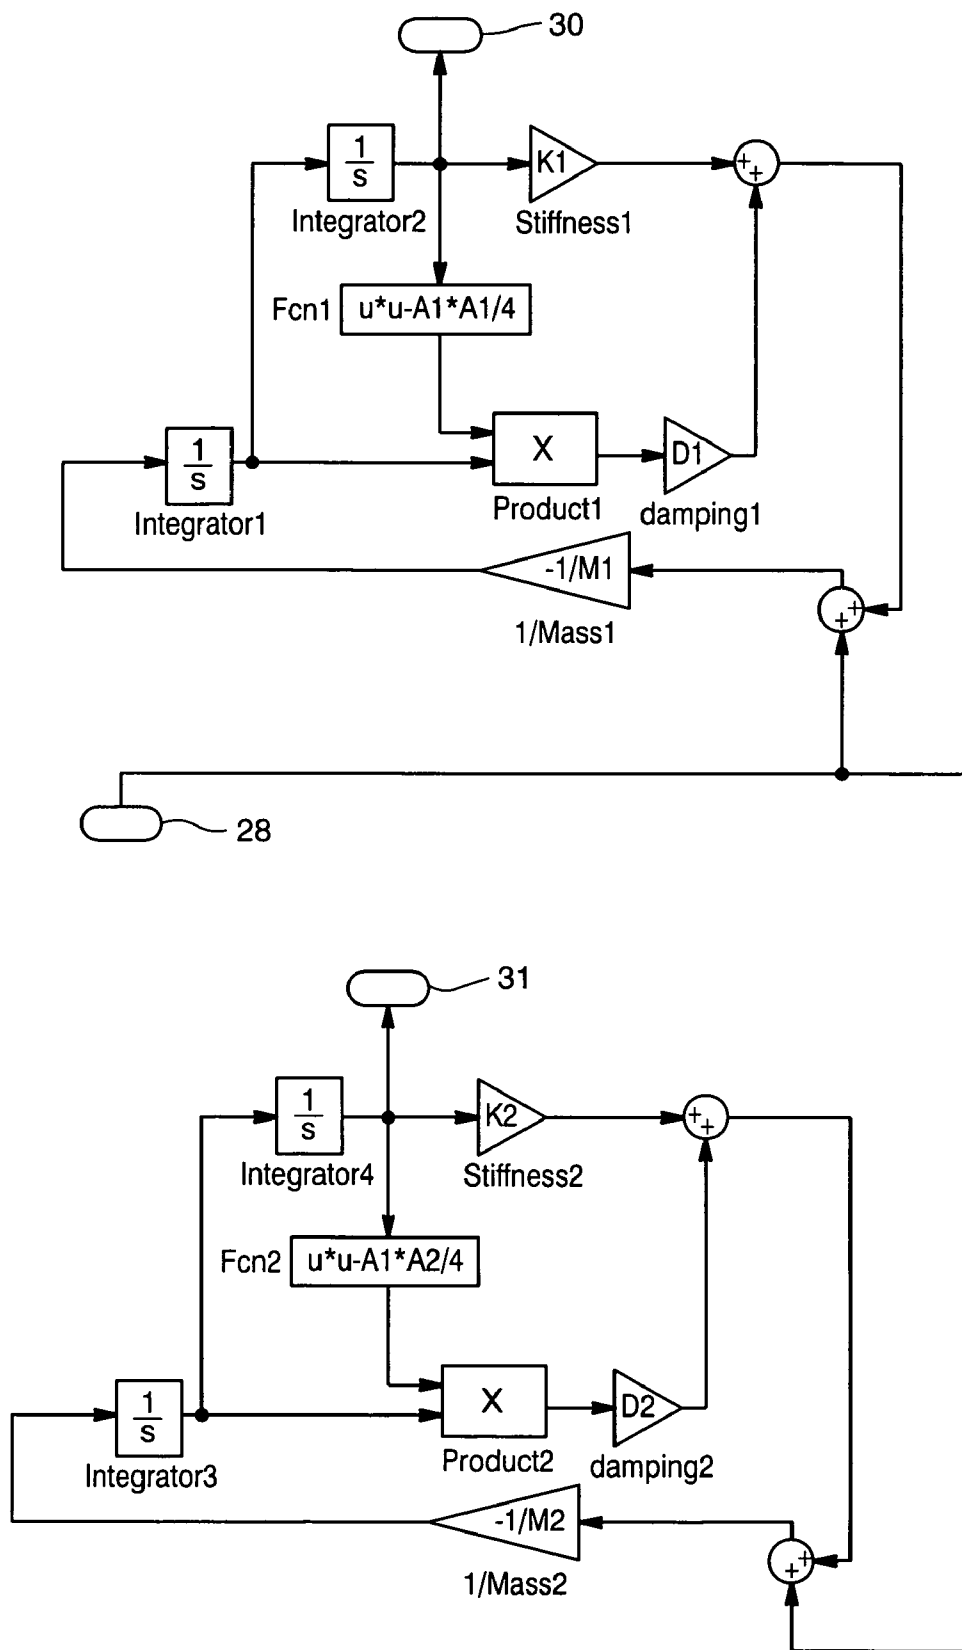 30
1
s
Integrator2
K1
Stiffness1
+
+
Fcn1
u*u-A1*A1/4
1
s
Integrator1
X
Product1
D1
damping1
-1/M1
1/Mass1
+
+
28
31
1
s
Integrator4
K2
Stiffness2
+
+
Fcn2
u*u-A1*A2/4
1
s
Integrator3
X
Product2
D2
damping2
-1/M2
1/Mass2
+
+